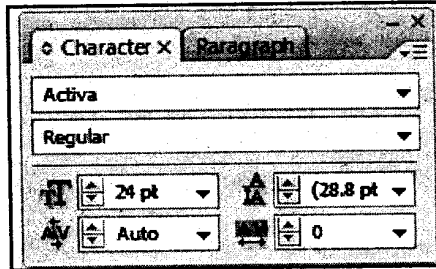 Character × Paragraph
Activa
Regular
24 pt (28.8 pt
Auto 0